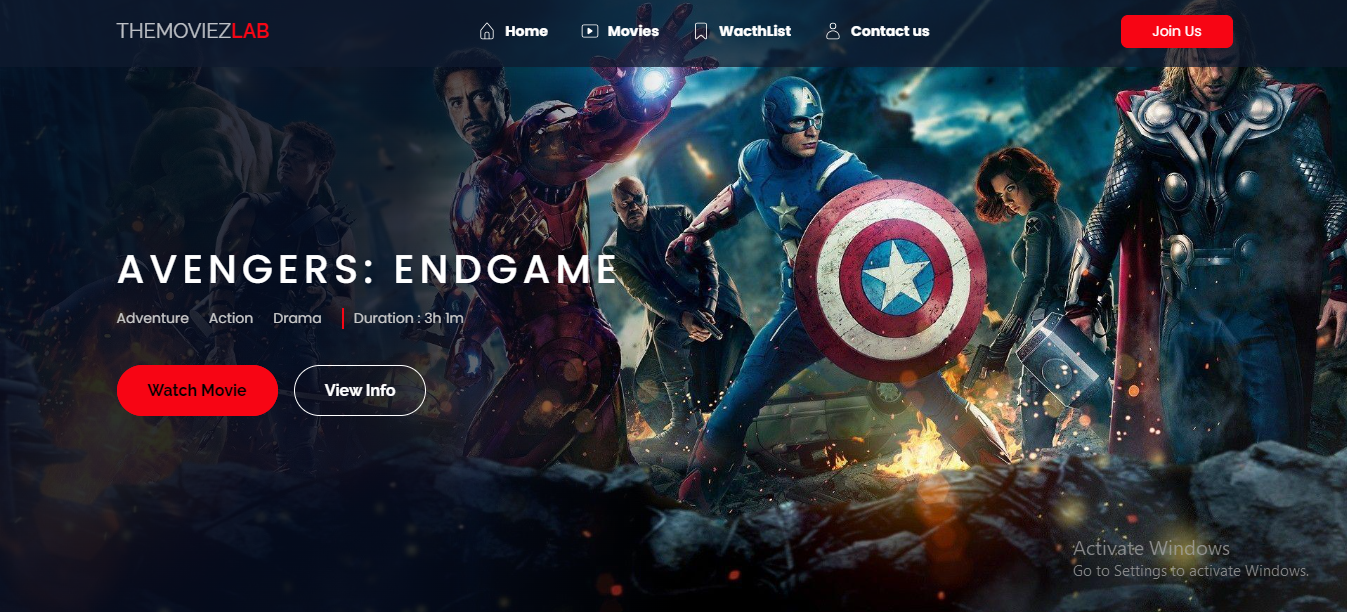 THEMOVIEZLAB
Home
Movies
WacthList
Contact us
Join Us
AVENGERS: ENDGAME
Adventure Action Drama Duration : 3h 1m
Watch Movie
View Info
Activate Windows
Go to Settings to activate Windows.